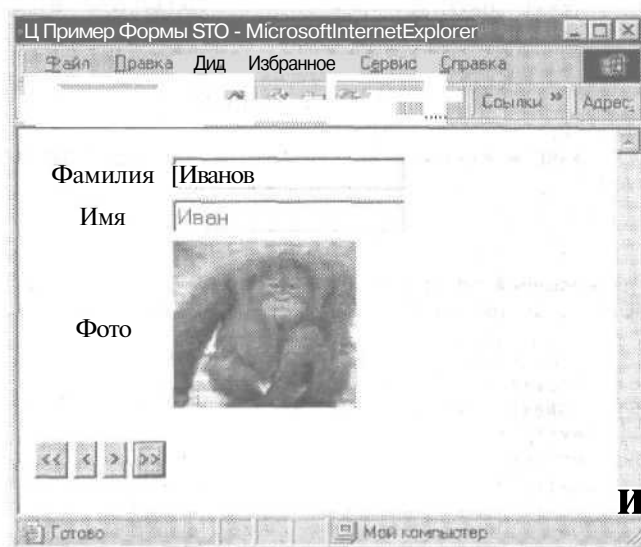 Ц Пример Формы STO - MicrosoftInternetExplorer
Файл Правка Дид Избранное Сервис Справка
Ссылки » Адрес
Фамилия [Иванов
Имя Иван
Фото
<< < > >>
и
Готово Мой компьютер